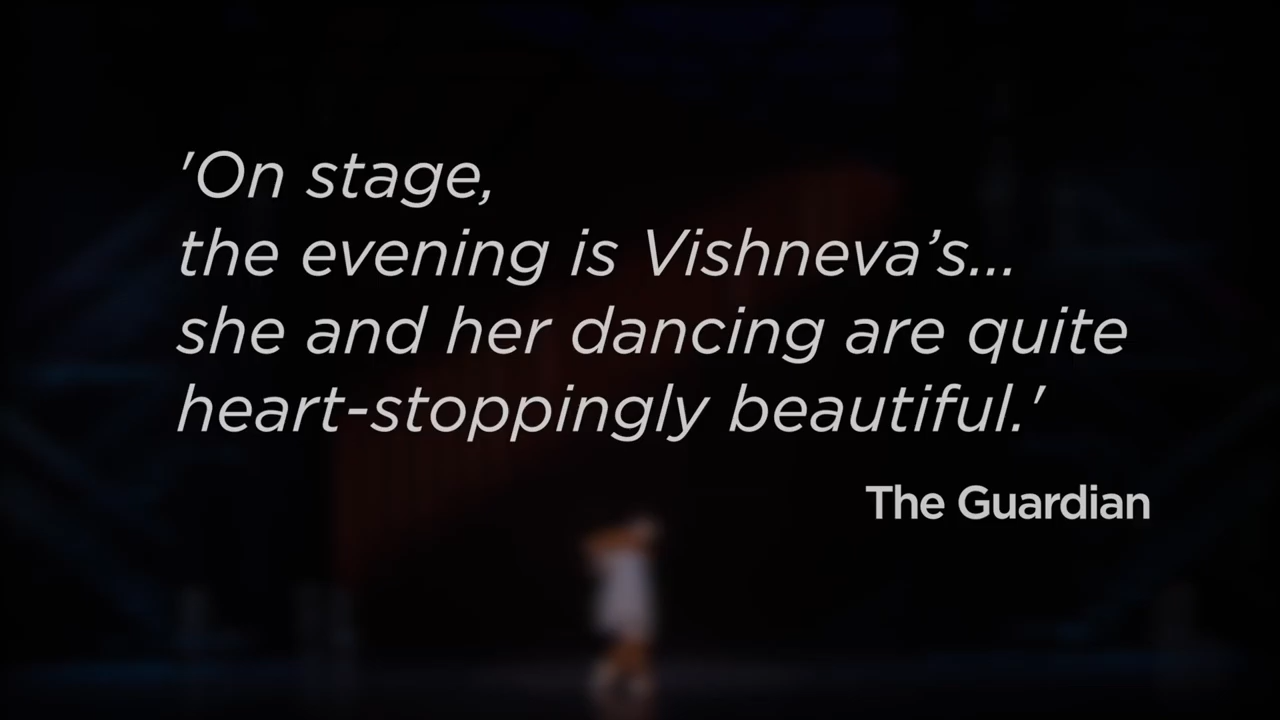 'On stage,
the evening is Vishneva’s...
she and her dancing are quite
heart-stoppingly beautiful.'
The Guardian